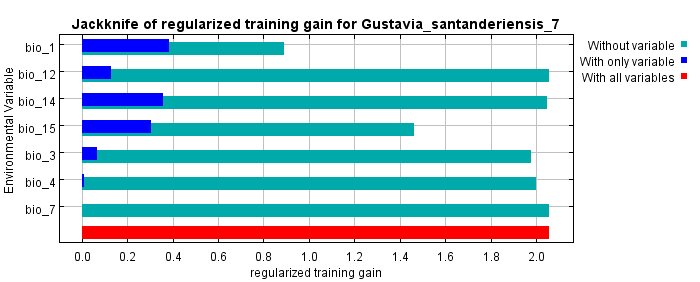 Jackknife of regularized training gain for Gustavia_santanderiensis_7
Without variable
With only variable
With all variables
Environmental Variable
bio_1
bio_12
bio_14
bio_15
bio_3
bio_4
bio_7
0.0 0.2 0.4 0.6 0.8 1.0 1.2 1.4 1.6 1.8 2.0
regularized training gain